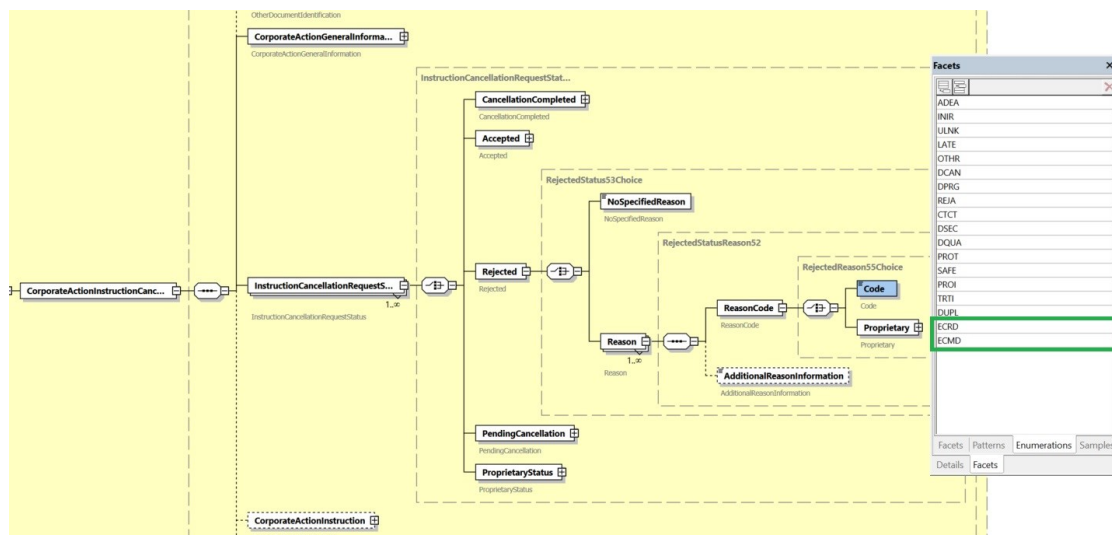 OtherDocumentIdentification
CorporateActionGeneralInforma...
CorporateActionGeneralInformation
InstructionCancellationRequestStat...
CancellationCompleted
CancellationCompleted
Accepted
Accepted
RejectedStatus53Choice
NoSpecifiedReason
NoSpecifiedReason
RejectedStatusReason52
RejectedReason55Choice
Rejected
Rejected
Code
Code
CorporateActionInstructionCanc...
InstructionCancellationRequestS...
1..∞
InstructionCancellationRequestStatus
ReasonCode
ReasonCode
Proprietary
Proprietary
Reason
1..∞
Reason
AdditionalReasonInformation
AdditionalReasonInformation
PendingCancellation
PendingCancellation
ProprietaryStatus
ProprietaryStatus
CorporateActionInstruction
Facets
ADEA
INIR
ULNK
LATE
OTHR
DCAN
DPRG
REJA
CTCT
DSEC
DQUA
PROT
SAFE
PROI
TRTI
DUPL
ECRD
ECMD
Facets Patterns Enumerations Samples
Details Facets